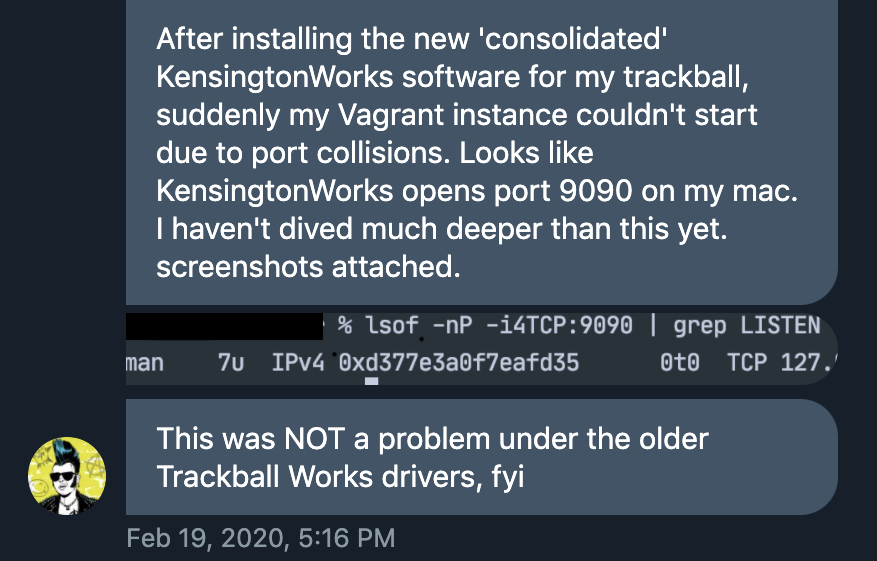 After installing the new 'consolidated'
KensingtonWorks software for my trackball,
suddenly my Vagrant instance couldn't start
due to port collisions. Looks like
KensingtonWorks opens port 9090 on my mac.
I haven't dived much deeper than this yet.
screenshots attached.
% lsof -nP -i4TCP:9090 | grep LISTEN
man 7u IPv4 0xd377e3a0f7eafd35 0t0 TCP 127.
This was NOT a problem under the older
Trackball Works drivers, fyi
Feb 19, 2020, 5:16 PM